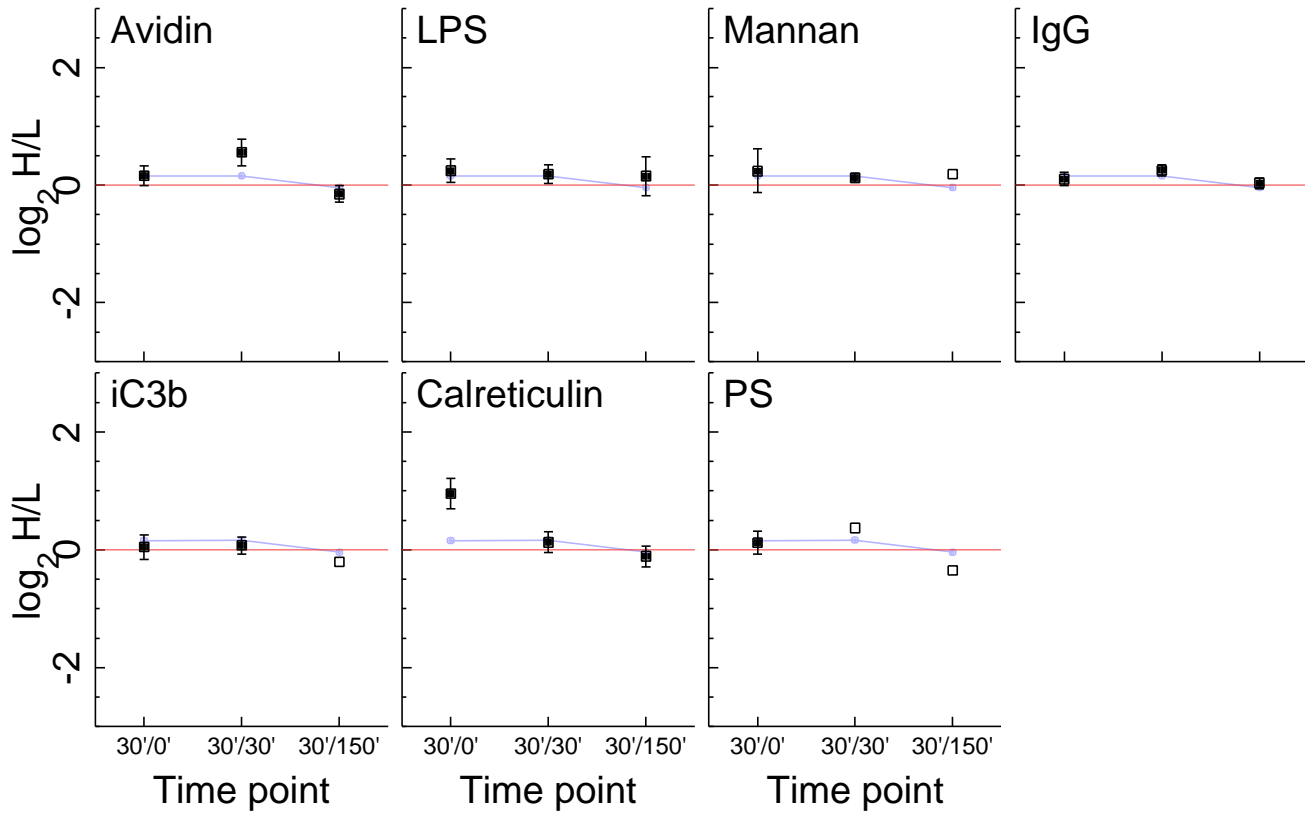 Avidin LPS Mannan IgG
2
0
-2
log2 H/L
iC3b Calreticulin PS
2
0
-2
log2 H/L
30'/0' 30'/30' 30'/150' 30'/0' 30'/30' 30'/150' 30'/0' 30'/30' 30'/150'
Time point Time point Time point